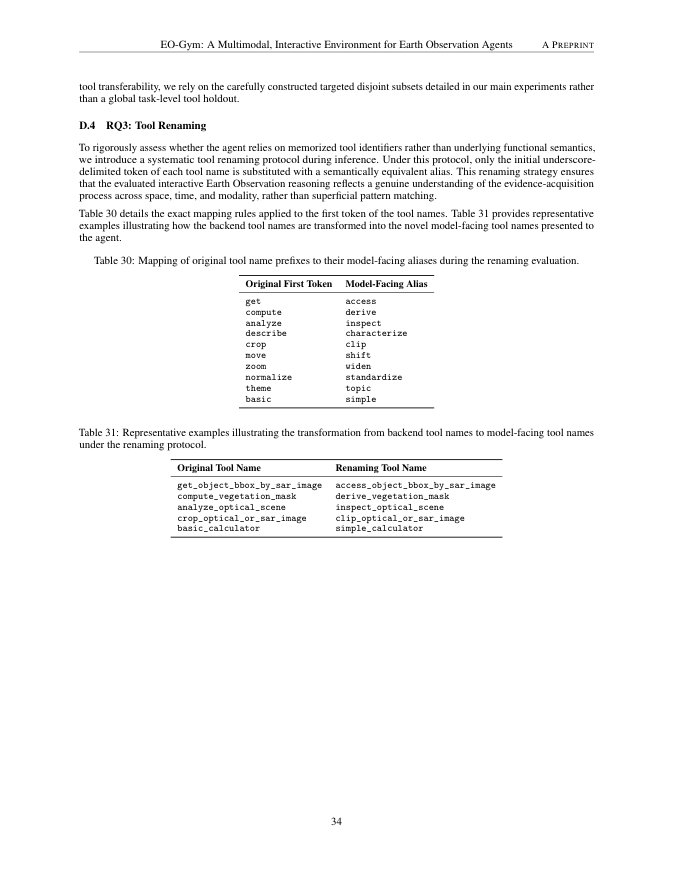 EO-Gym: A Multimodal, Interactive Environment for Earth Observation Agents A PREPRINT
tool transferability, we rely on the carefully constructed targeted disjoint subsets detailed in our main experiments rather
than a global task-level tool holdout.
D.4 RQ3: Tool Renaming
To rigorously assess whether the agent relies on memorized tool identifiers rather than underlying functional semantics,
we introduce a systematic tool renaming protocol during inference. Under this protocol, only the initial underscore-
delimited token of each tool name is substituted with a semantically equivalent alias. This renaming strategy ensures
that the evaluated interactive Earth Observation reasoning reflects a genuine understanding of the evidence-acquisition
process across space, time, and modality, rather than superficial pattern matching.
Table 30 details the exact mapping rules applied to the first token of the tool names. Table 31 provides representative
examples illustrating how the backend tool names are transformed into the novel model-facing tool names presented to
the agent.
Table 30: Mapping of original tool name prefixes to their model-facing aliases during the renaming evaluation.
Original First Token Model-Facing Alias
get access
compute derive
analyze inspect
describe characterize
crop clip
move shift
zoom widen
normalize standardize
theme topic
basic simple
Table 31: Representative examples illustrating the transformation from backend tool names to model-facing tool names
under the renaming protocol.
Original Tool Name Renaming Tool Name
get_object_bbox_by_sar_image access_object_bbox_by_sar_image
compute_vegetation_mask derive_vegetation_mask
analyze_optical_scene inspect_optical_scene
crop_optical_or_sar_image clip_optical_or_sar_image
basic_calculator simple_calculator
34